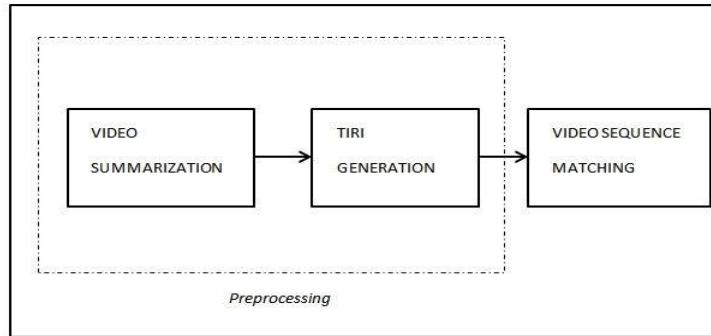 VIDEO
SUMMARIZATION
TIRI
GENERATION
VIDEO SEQUENCE
MATCHING
Preprocessing